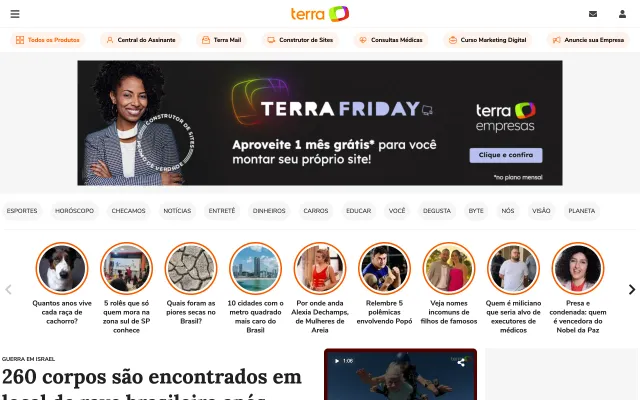 terra
Todos os Produtos
Central do Assinante
Terra Mail
Construtor de Sites
Consultas Médicas
Curso Marketing Digital
Anuncie sua Empresa
CONSTRUTOR DE SITES
TERRA FRIDAY
Aproveite 1 mês grátis* para você
montar seu próprio site!
terra
empresas
Clique e confira
*no plano mensal
ESPORTES
HORÓSCOPO
CHECAMOS
NOTÍCIAS
ENTRETÊ
DINHEIROS
CARROS
EDUCAR
VOCÊ
DEGUSTA
BYTE
NÓS
VISÃO
PLANETA
Quantos anos vive
cada raça de
cachorro?
5 rolês que só
quem mora na
zona sul de SP
conhece
Quais foram as
piores secas no
Brasil?
10 cidades com o
metro quadrado
mais caro do
Brasil
Por onde anda
Alexia Dechamps,
de Mulheres de
Areia
Relembre 5
polêmicas
envolvendo Popó
Veja nomes
incomuns de
filhos de famosos
Quem é miliciano
que seria alvo de
executores de
médicos
Presa e
condenada: quem
é vencedora do
Nobel da Paz
GUERRA EM ISRAEL
260 corpos são encontrados em
local de rave brasileira após
1:06
terra